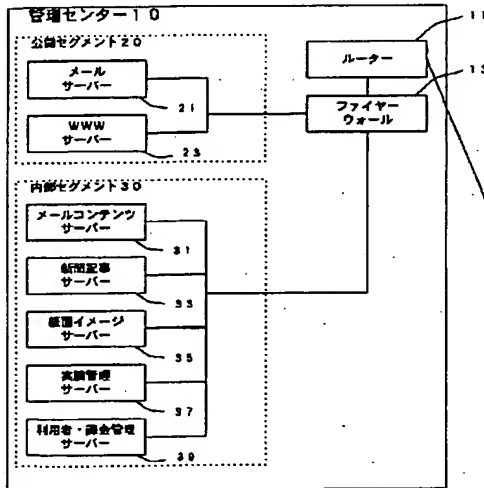 管理センター10
公開セグメント20
メール
サーバー
21
WWW
サーバー
23
ルーター
11
ファイヤー
ウォール
13
内部セグメント30
メールコンテンツ
サーバー
31
新聞記事
サーバー
33
紙面イメージ
サーバー
35
実績管理
サーバー
37
利用者・課金管理
サーバー
39